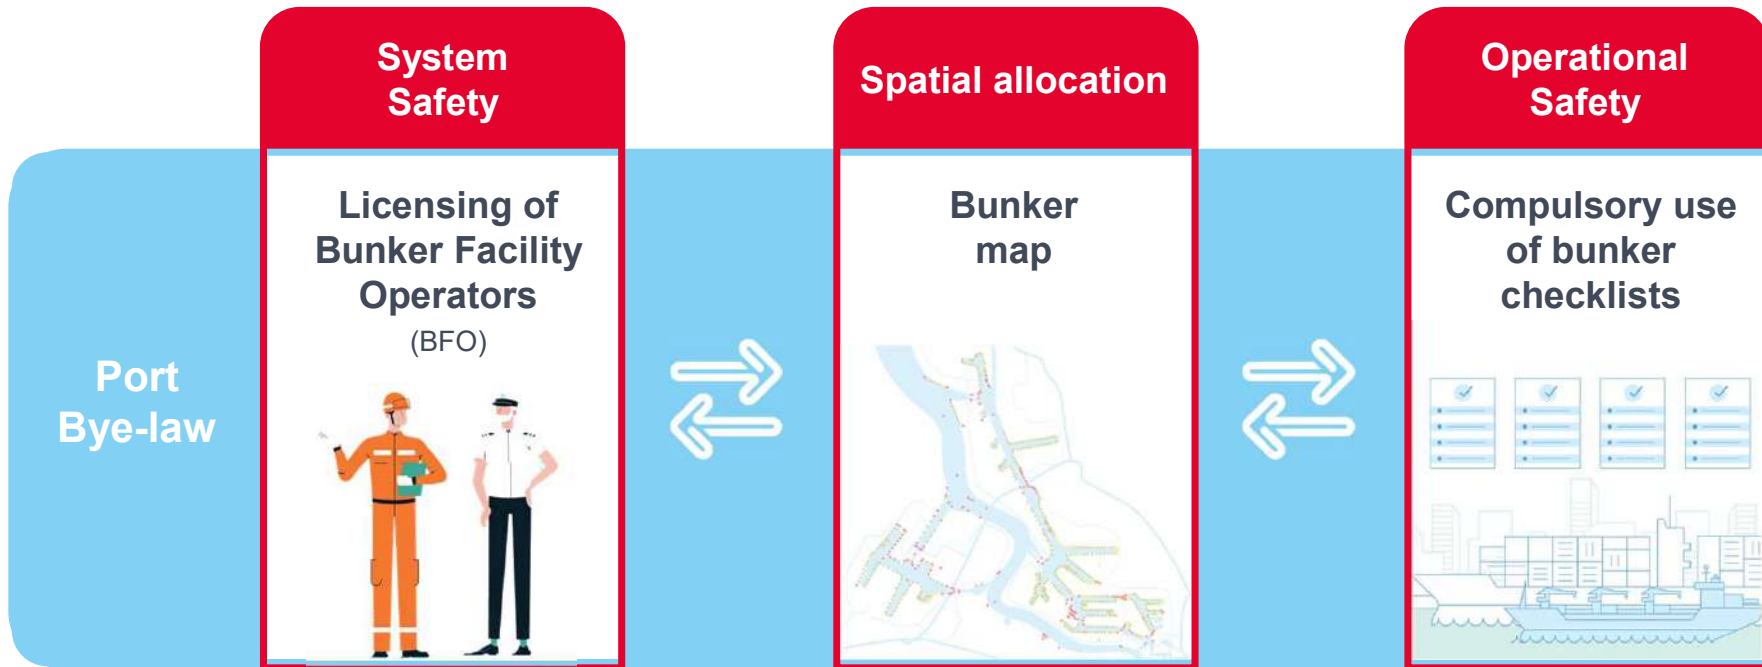 System
Safety
Spatial allocation
Operational
Safety
Port
Bye-law
Licensing of
Bunker Facility
Operators
(BFO)
Bunker
map
Compulsory use
of bunker
checklists